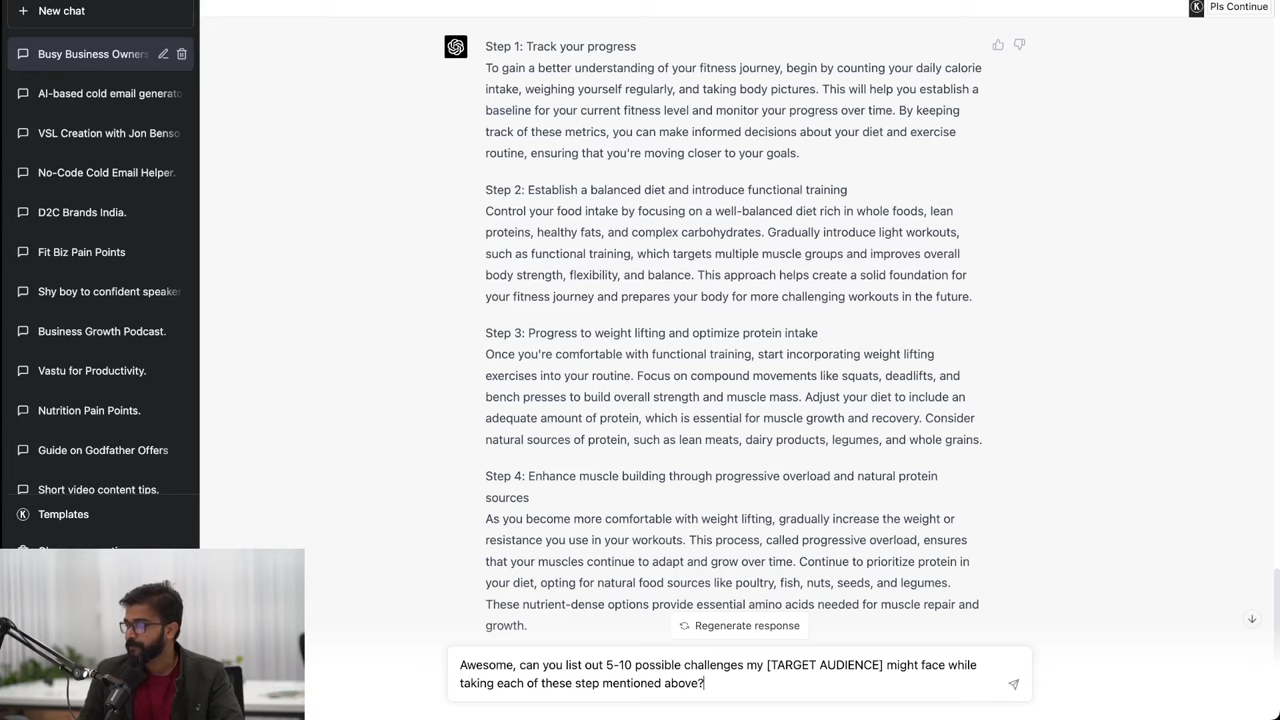 New chat
Pls Continue
Busy Business Owners
AI-based cold email generato
VSL Creation with Jon Benso
No-Code Cold Email Helper.
D2C Brands India.
Fit Biz Pain Points
Shy boy to confident speaker
Business Growth Podcast.
Vastu for Productivity.
Nutrition Pain Points.
Guide on Godfather Offers
Short video content tips.
Templates
Step 1: Track your progress
To gain a better understanding of your fitness journey, begin by counting your daily calorie
intake, weighing yourself regularly, and taking body pictures. This will help you establish a
baseline for your current fitness level and monitor your progress over time. By keeping
track of these metrics, you can make informed decisions about your diet and exercise
routine, ensuring that you're moving closer to your goals.
Step 2: Establish a balanced diet and introduce functional training
Control your food intake by focusing on a well-balanced diet rich in whole foods, lean
proteins, healthy fats, and complex carbohydrates. Gradually introduce light workouts,
such as functional training, which targets multiple muscle groups and improves overall
body strength, flexibility, and balance. This approach helps create a solid foundation for
your fitness journey and prepares your body for more challenging workouts in the future.
Step 3: Progress to weight lifting and optimize protein intake
Once you're comfortable with functional training, start incorporating weight lifting
exercises into your routine. Focus on compound movements like squats, deadlifts, and
bench presses to build overall strength and muscle mass. Adjust your diet to include an
adequate amount of protein, which is essential for muscle growth and recovery. Consider
natural sources of protein, such as lean meats, dairy products, legumes, and whole grains.
Step 4: Enhance muscle building through progressive overload and natural protein
sources
As you become more comfortable with weight lifting, gradually increase the weight or
resistance you use in your workouts. This process, called progressive overload, ensures
that your muscles continue to adapt and grow over time. Continue to prioritize protein in
your diet, opting for natural food sources like poultry, fish, nuts, seeds, and legumes.
These nutrient-dense options provide essential amino acids needed for muscle repair and
growth.
Regenerate response
Awesome, can you list out 5-10 possible challenges my [TARGET AUDIENCE] might face while
taking each of these step mentioned above?